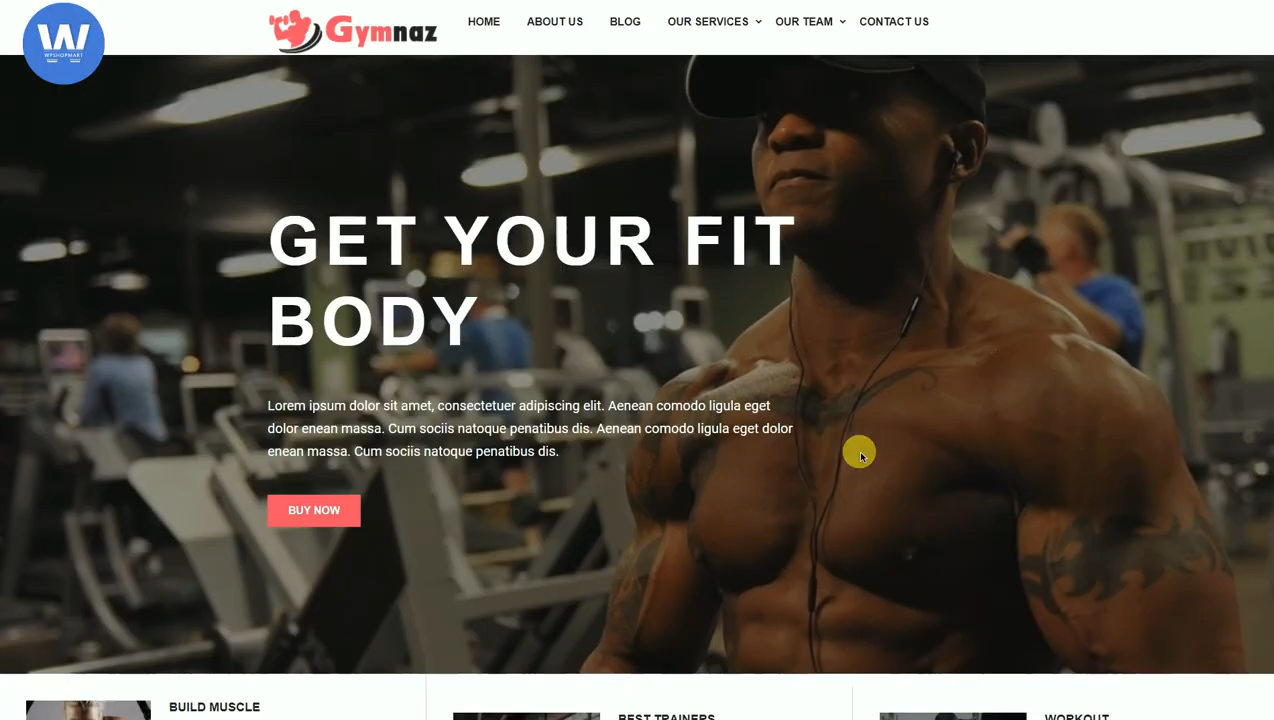 W
WPSHOPMART
Gymnaz
HOME ABOUT US BLOG OUR SERVICES OUR TEAM CONTACT US
GET YOUR FIT
BODY
Lorem ipsum dolor sit amet, consectetuer adipiscing elit. Aenean comodo ligula eget
dolor enean massa. Cum sociis natoque penatibus dis. Aenean comodo ligula eget dolor
enean massa. Cum sociis natoque penatibus dis.
BUY NOW
BUILD MUSCLE
BEST TRAINERS
WORKOUT